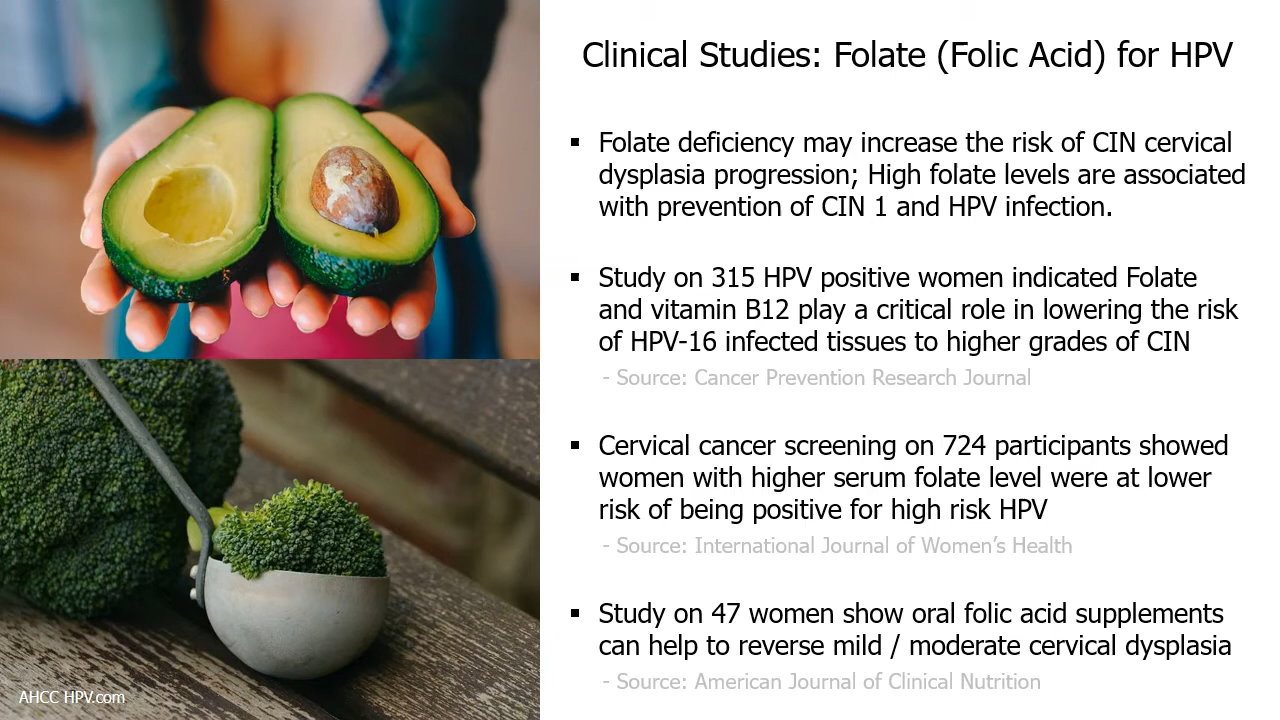 Clinical Studies: Folate (Folic Acid) for HPV
▪ Folate deficiency may increase the risk of CIN cervical
dysplasia progression; High folate levels are associated
with prevention of CIN 1 and HPV infection.
▪ Study on 315 HPV positive women indicated Folate
and vitamin B12 play a critical role in lowering the risk
of HPV-16 infected tissues to higher grades of CIN
- Source: Cancer Prevention Research Journal
▪ Cervical cancer screening on 724 participants showed
women with higher serum folate level were at lower
risk of being positive for high risk HPV
- Source: International Journal of Women’s Health
▪ Study on 47 women show oral folic acid supplements
can help to reverse mild / moderate cervical dysplasia
- Source: American Journal of Clinical Nutrition
AHCC HPV.com